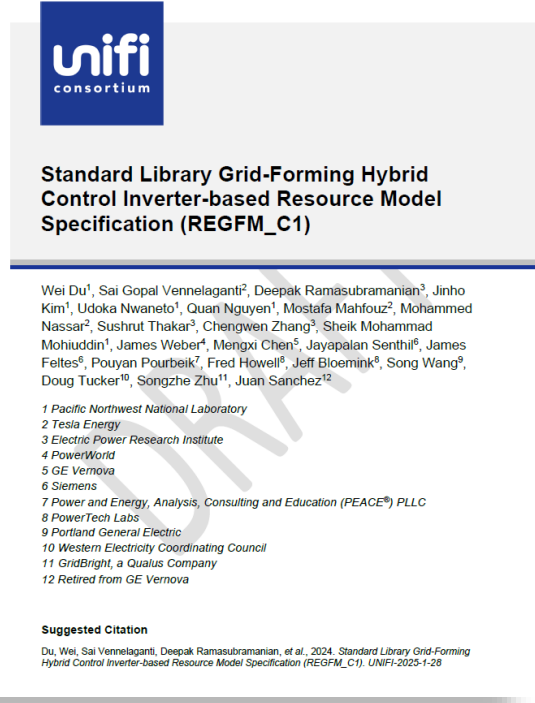 unifi
consortium
Standard Library Grid-Forming Hybrid
Control Inverter-based Resource Model
Specification (REGFM_C1)
DRAFT
Wei Du1, Sai Gopal Vennelaganti2, Deepak Ramasubramanian3, Jinho
Kim1, Udoka Nwaneto1, Quan Nguyen1, Mostafa Mahfouz2, Mohammed
Nassar2, Sushrut Thakar3, Chengwen Zhang3, Sheik Mohammad
Mohiuddin1, James Weber4, Mengxi Chen5, Jayapalan Senthil6, James
Feltes6, Pouyan Pourbeik7, Fred Howell8, Jeff Bloemink8, Song Wang9,
Doug Tucker10, Songzhe Zhu11, Juan Sanchez12
1 Pacific Northwest National Laboratory
2 Tesla Energy
3 Electric Power Research Institute
4 PowerWorld
5 GE Vernova
6 Siemens
7 Power and Energy, Analysis, Consulting and Education (PEACE®) PLLC
8 PowerTech Labs
9 Portland General Electric
10 Western Electricity Coordinating Council
11 GridBright, a Qualus Company
12 Retired from GE Vernova
Suggested Citation
Du, Wei, Sai Vennelaganti, Deepak Ramasubramanian, et al., 2024. Standard Library Grid-Forming
Hybrid Control Inverter-based Resource Model Specification (REGFM_C1). UNIFI-2025-1-28